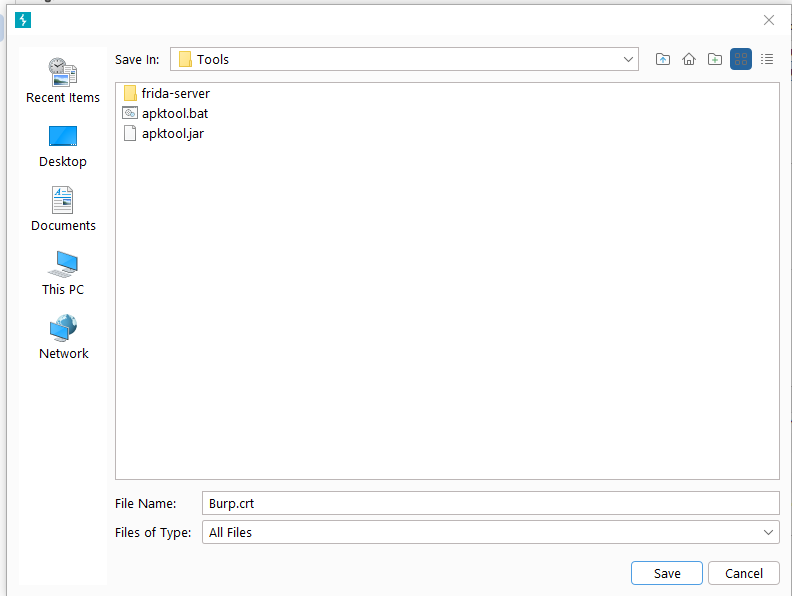 Save In: Tools
Recent Items
Desktop
Documents
This PC
Network
frida-server
apktool.bat
apktool.jar
File Name: Burp.crt
Files of Type: All Files
Save Cancel